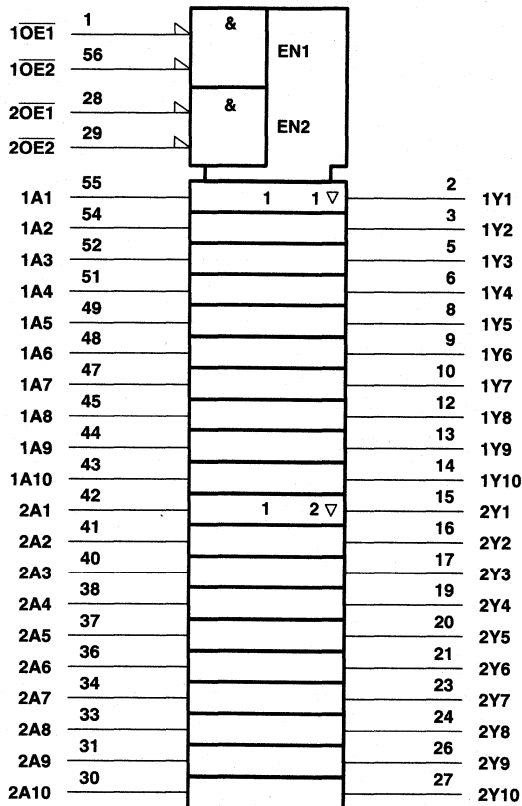 1OE1 1 &
EN1
1OE2 56
2OE1 28 &
EN2
2OE2 29
1A1 55 1 1 ▽ 2 1Y1
1A2 54 3 1Y2
1A3 52 5 1Y3
1A4 51 6 1Y4
1A5 49 8 1Y5
1A6 48 9 1Y6
1A7 47 10 1Y7
1A8 45 12 1Y8
1A9 44 13 1Y9
1A10 43 14 1Y10
2A1 42 1 2 ▽ 15 2Y1
2A2 41 16 2Y2
2A3 40 17 2Y3
2A4 38 19 2Y4
2A5 37 20 2Y5
2A6 36 21 2Y6
2A7 34 23 2Y7
2A8 33 24 2Y8
2A9 31 26 2Y9
2A10 30 27 2Y10